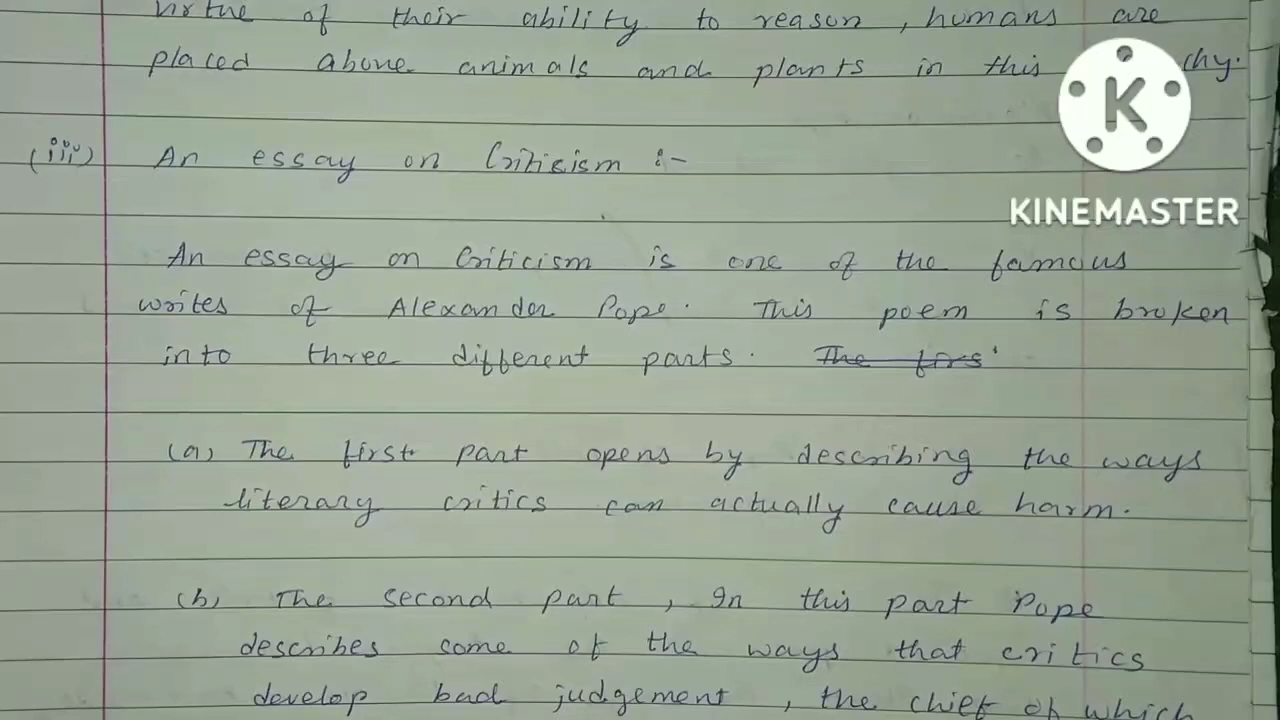 virtue of their ability to reason, humans are
placed above animals and plants in this chy.
(iii) An essay on Criticism :-
An essay on Criticism is one of the famous
writes of Alexander Pope. This poem is broken
into three different parts. The firs
(a) The first part opens by describing the ways
literary critics can actually cause harm.
(b) The second part, In this part Pope
describes some of the ways that critics
develop bad judgement, the chief of which
K
KINEMASTER